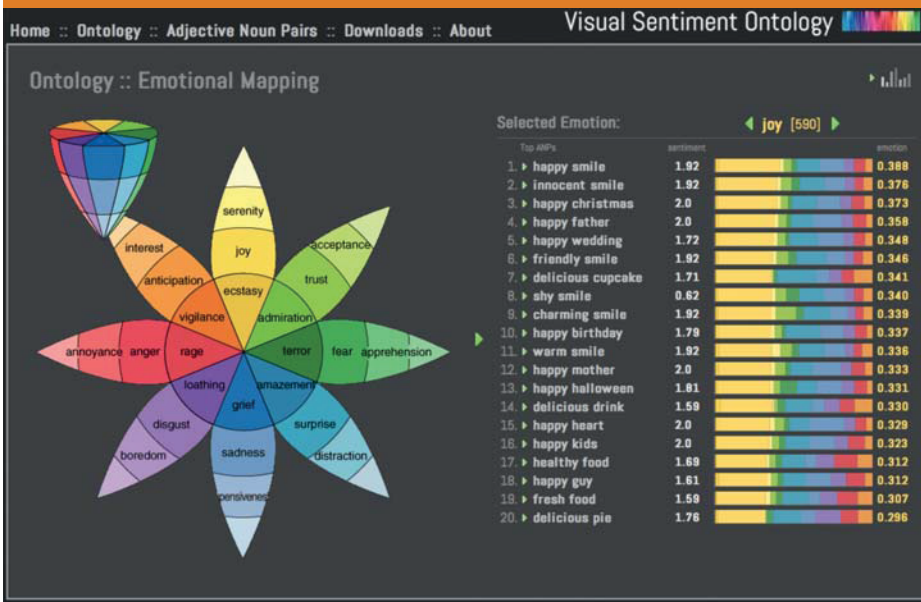 Home :: Ontology :: Adjective Noun Pairs :: Downloads :: About
Visual Sentiment Ontology
Ontology :: Emotional Mapping
serenity
joy
ecstasy
acceptance
trust
admiration
interest
anticipation
vigilance
annoyance anger rage
terror fear apprehension
loathing
disgust
boredom
grief
sadness
pensiveness
amazement
surprise
distraction
Selected Emotion: joy [590]
Top ANPs sentiment emotion
1. happy smile 1.92 0.388
2. innocent smile 1.92 0.376
3. happy christmas 2.0 0.373
4. happy father 2.0 0.358
5. happy wedding 1.72 0.348
6. friendly smile 1.92 0.346
7. delicious cupcake 1.71 0.341
8. shy smile 0.62 0.340
9. charming smile 1.92 0.339
10. happy birthday 1.79 0.337
11. warm smile 1.92 0.336
12. happy mother 2.0 0.333
13. happy halloween 1.81 0.331
14. delicious drink 1.59 0.330
15. happy heart 2.0 0.329
16. happy kids 2.0 0.323
17. healthy food 1.69 0.312
18. happy guy 1.61 0.312
19. fresh food 1.59 0.307
20. delicious pie 1.76 0.296